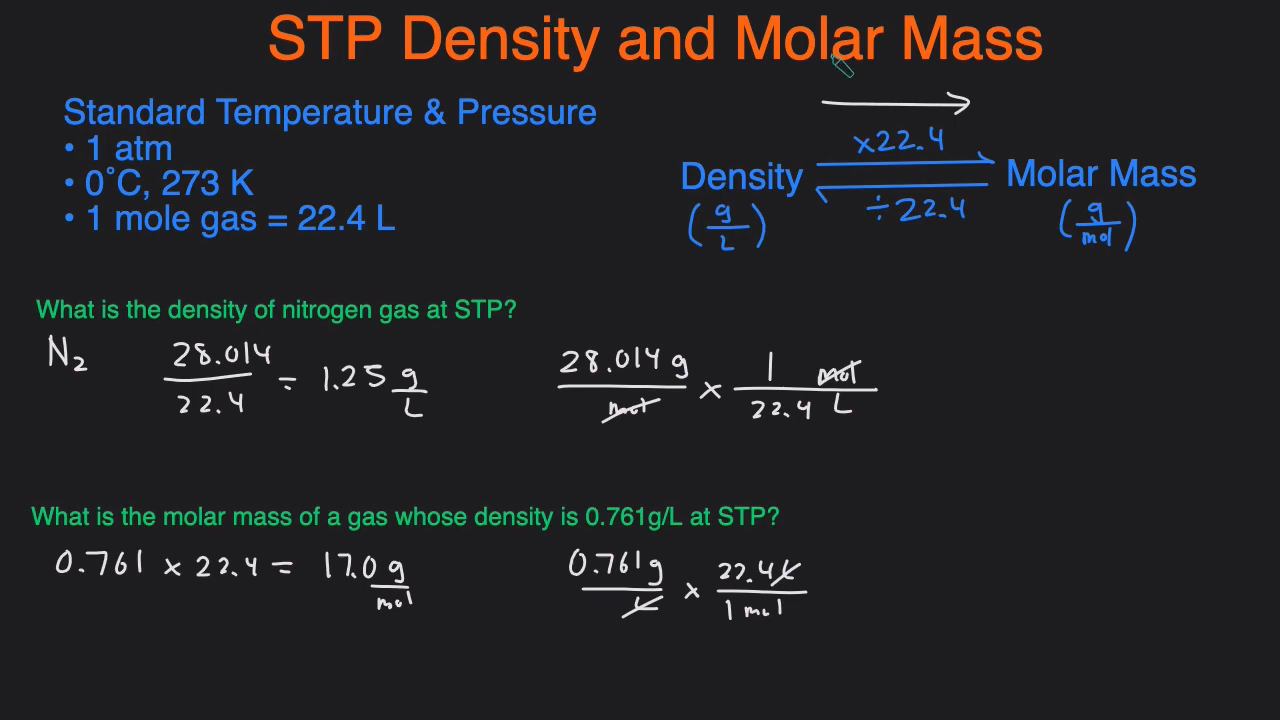 STP Density and Molar Mass
Standard Temperature & Pressure
• 1 atm
• 0°C, 273 K
• 1 mole gas = 22.4 L
×22.4
Density Molar Mass
÷22.4
(g/L) (g/mol)
What is the density of nitrogen gas at STP?
N₂ 28.014/22.4 = 1.25 g/L 28.014 g/mol × 1 mol/22.4 L
What is the molar mass of a gas whose density is 0.761g/L at STP?
0.761 × 22.4 = 17.0 g/mol 0.761 g/L × 22.4 L/1 mol